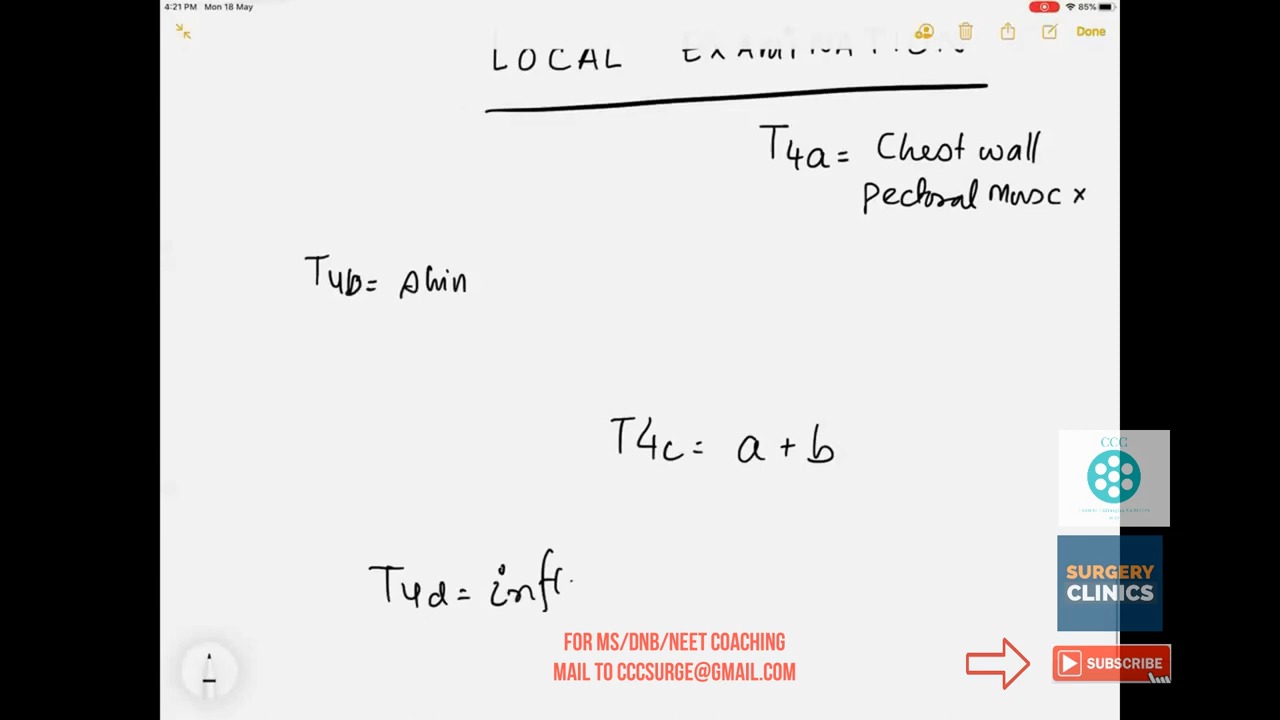 4:21 PM Mon 18 May
85%
Done
LOCAL EXAMINATION
T4a = Chest wall
pectoral musc x
T4b = skin
T4c = a + b
T4d = infl.
CCC
SURGERY
CLINICS
FOR MS/DNB/NEET COACHING
MAIL TO CCCSURGE@GMAIL.COM
SUBSCRIBE